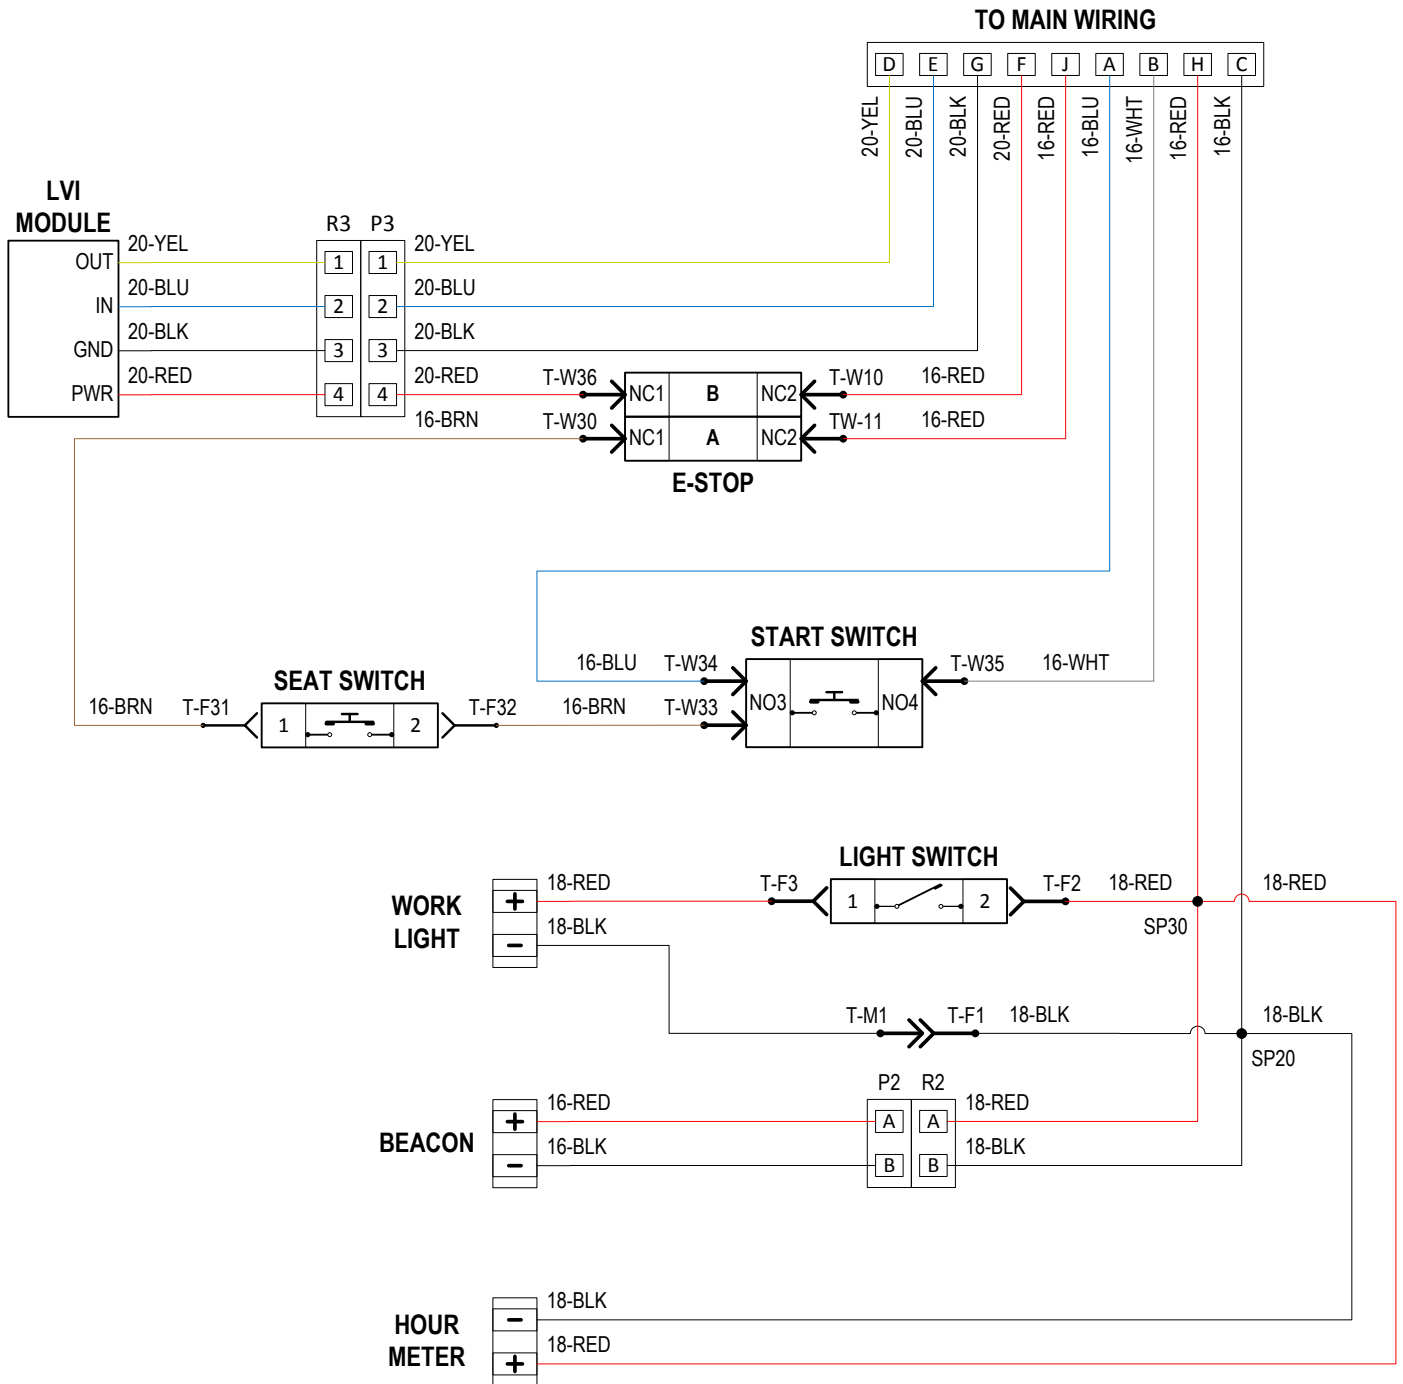 TO MAIN WIRING
D E G F J A B H C
20-YEL 20-BLU 20-BLK 20-RED 16-RED 16-BLU 16-WHT 16-RED 16-BLK
LVI
MODULE
R3 P3
OUT 20-YEL 1 1 20-YEL
IN 20-BLU 2 2 20-BLU
GND 20-BLK 3 3 20-BLK
PWR 20-RED 4 4 20-RED T-W36 NC1 B NC2 T-W10 16-RED
16-BRN T-W30 NC1 A NC2 TW-11 16-RED
E-STOP
START SWITCH
16-BLU T-W34 NO3 NO4 T-W35 16-WHT
SEAT SWITCH
16-BRN T-F31 1 2 T-F32 16-BRN T-W33
LIGHT SWITCH
WORK
LIGHT
+ 18-RED T-F3 1 2 T-F2 18-RED 18-RED
SP30
- 18-BLK
T-M1 T-F1 18-BLK 18-BLK
SP20
P2 R2
BEACON
+ 16-RED A A 18-RED
- 16-BLK B B 18-BLK
HOUR
METER
- 18-BLK
+ 18-RED